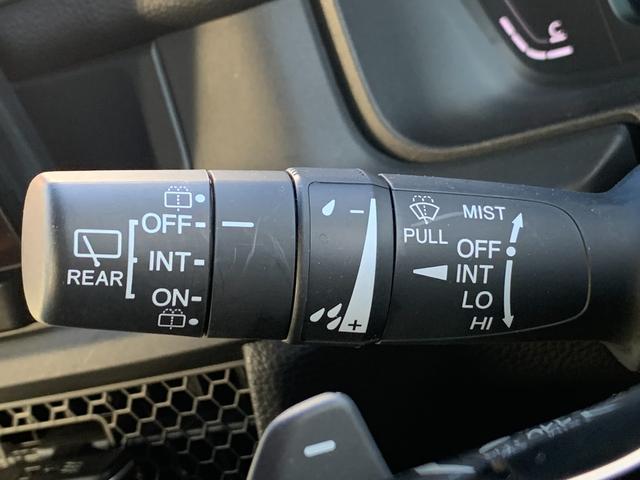 OFF
INT
REAR
ON
-
+
PULL
MIST
OFF
INT
LO
HI